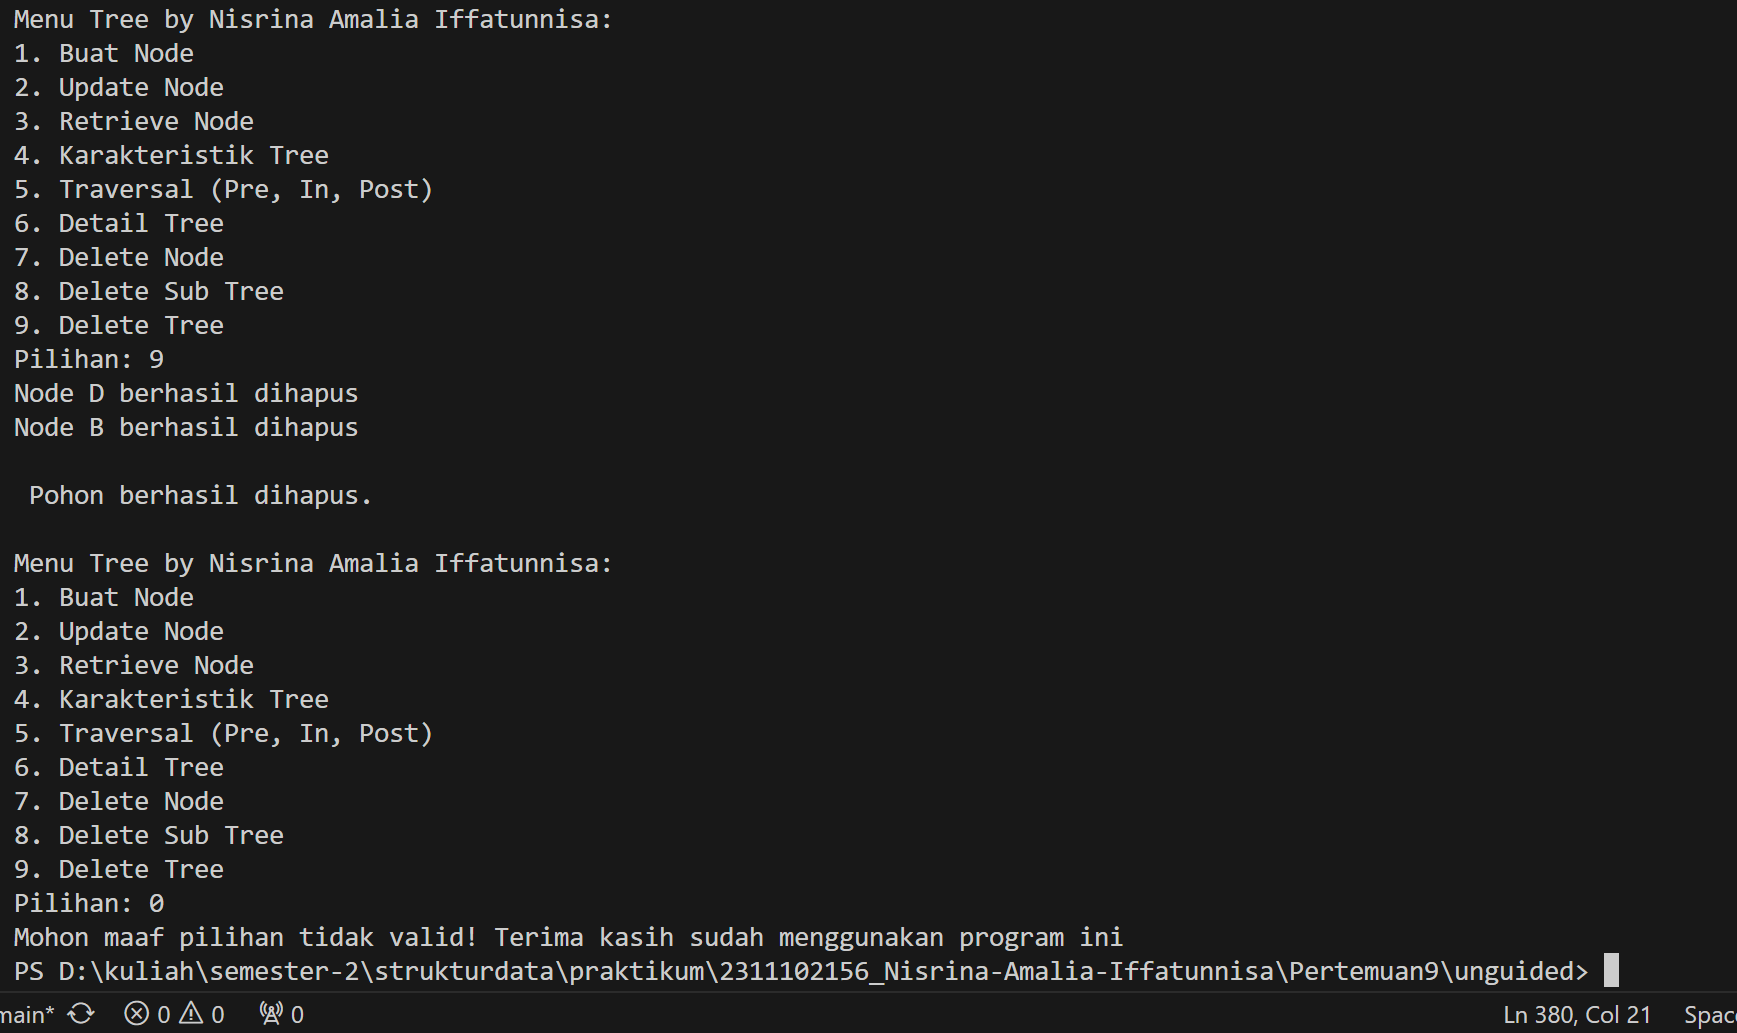 Menu Tree by Nisrina Amalia Iffatunnisa:
1. Buat Node
2. Update Node
3. Retrieve Node
4. Karakteristik Tree
5. Traversal (Pre, In, Post)
6. Detail Tree
7. Delete Node
8. Delete Sub Tree
9. Delete Tree
Pilihan: 9
Node D berhasil dihapus
Node B berhasil dihapus
Pohon berhasil dihapus.
Menu Tree by Nisrina Amalia Iffatunnisa:
1. Buat Node
2. Update Node
3. Retrieve Node
4. Karakteristik Tree
5. Traversal (Pre, In, Post)
6. Detail Tree
7. Delete Node
8. Delete Sub Tree
9. Delete Tree
Pilihan: 0
Mohon maaf pilihan tidak valid! Terima kasih sudah menggunakan program ini
PS D:\kuliah\semester-2\strukturdata\praktikum\2311102156_Nisrina-Amalia-Iffatunnisa\Pertemuan9\unguided>
main* 0 0 0 Ln 380, Col 21 Spac